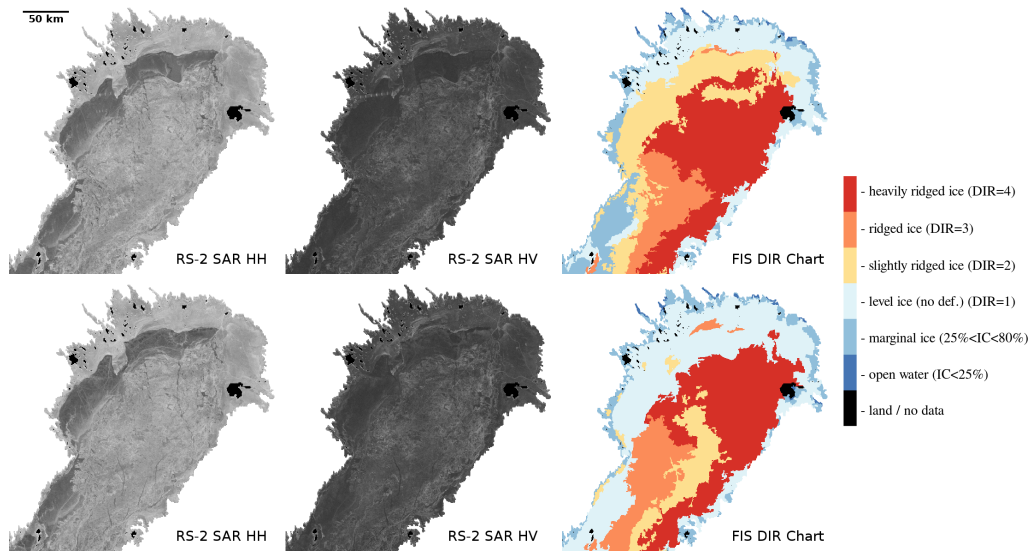 50 km
RS-2 SAR HH
RS-2 SAR HV
FIS DIR Chart
- heavily ridged ice (DIR=4)
- ridged ice (DIR=3)
- slightly ridged ice (DIR=2)
- level ice (no def.) (DIR=1)
- marginal ice (25%<IC<80%)
- open water (IC<25%)
- land / no data
RS-2 SAR HH
RS-2 SAR HV
FIS DIR Chart